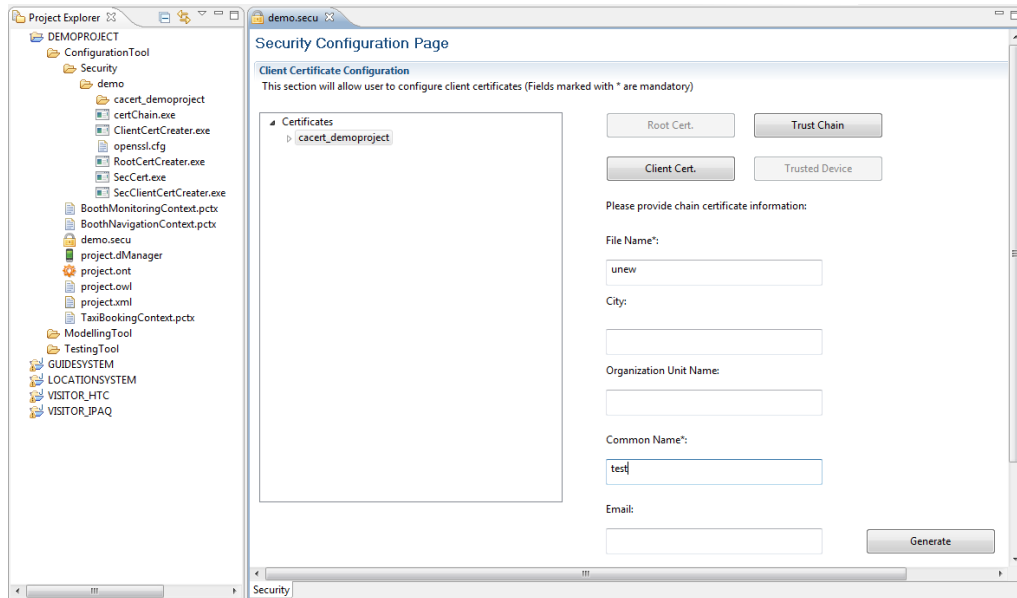 Project Explorer
DEMOPROJECT
ConfigurationTool
Security
demo
cacert_demoproject
certChain.exe
ClientCertCreater.exe
openssl.cfg
RootCertCreater.exe
SecCert.exe
SecClientCertCreater.exe
BoothMonitoringContext.pctx
BoothNavigationContext.pctx
demo.secu
project.dManager
project.ont
project.owl
project.xml
TaxiBookingContext.pctx
ModellingTool
TestingTool
GUIDESYSTEM
LOCATIONSYSTEM
VISITOR_HTC
VISITOR_IPAQ
demo.secu
Security Configuration Page
Client Certificate Configuration
This section will allow user to configure client certificates (Fields marked with * are mandatory)
Certificates
cacert_demoproject
Root Cert. Trust Chain
Client Cert. Trusted Device
Please provide chain certificate information:
File Name*:
unew
City:
Organization Unit Name:
Common Name*:
test
Email:
Generate
Security